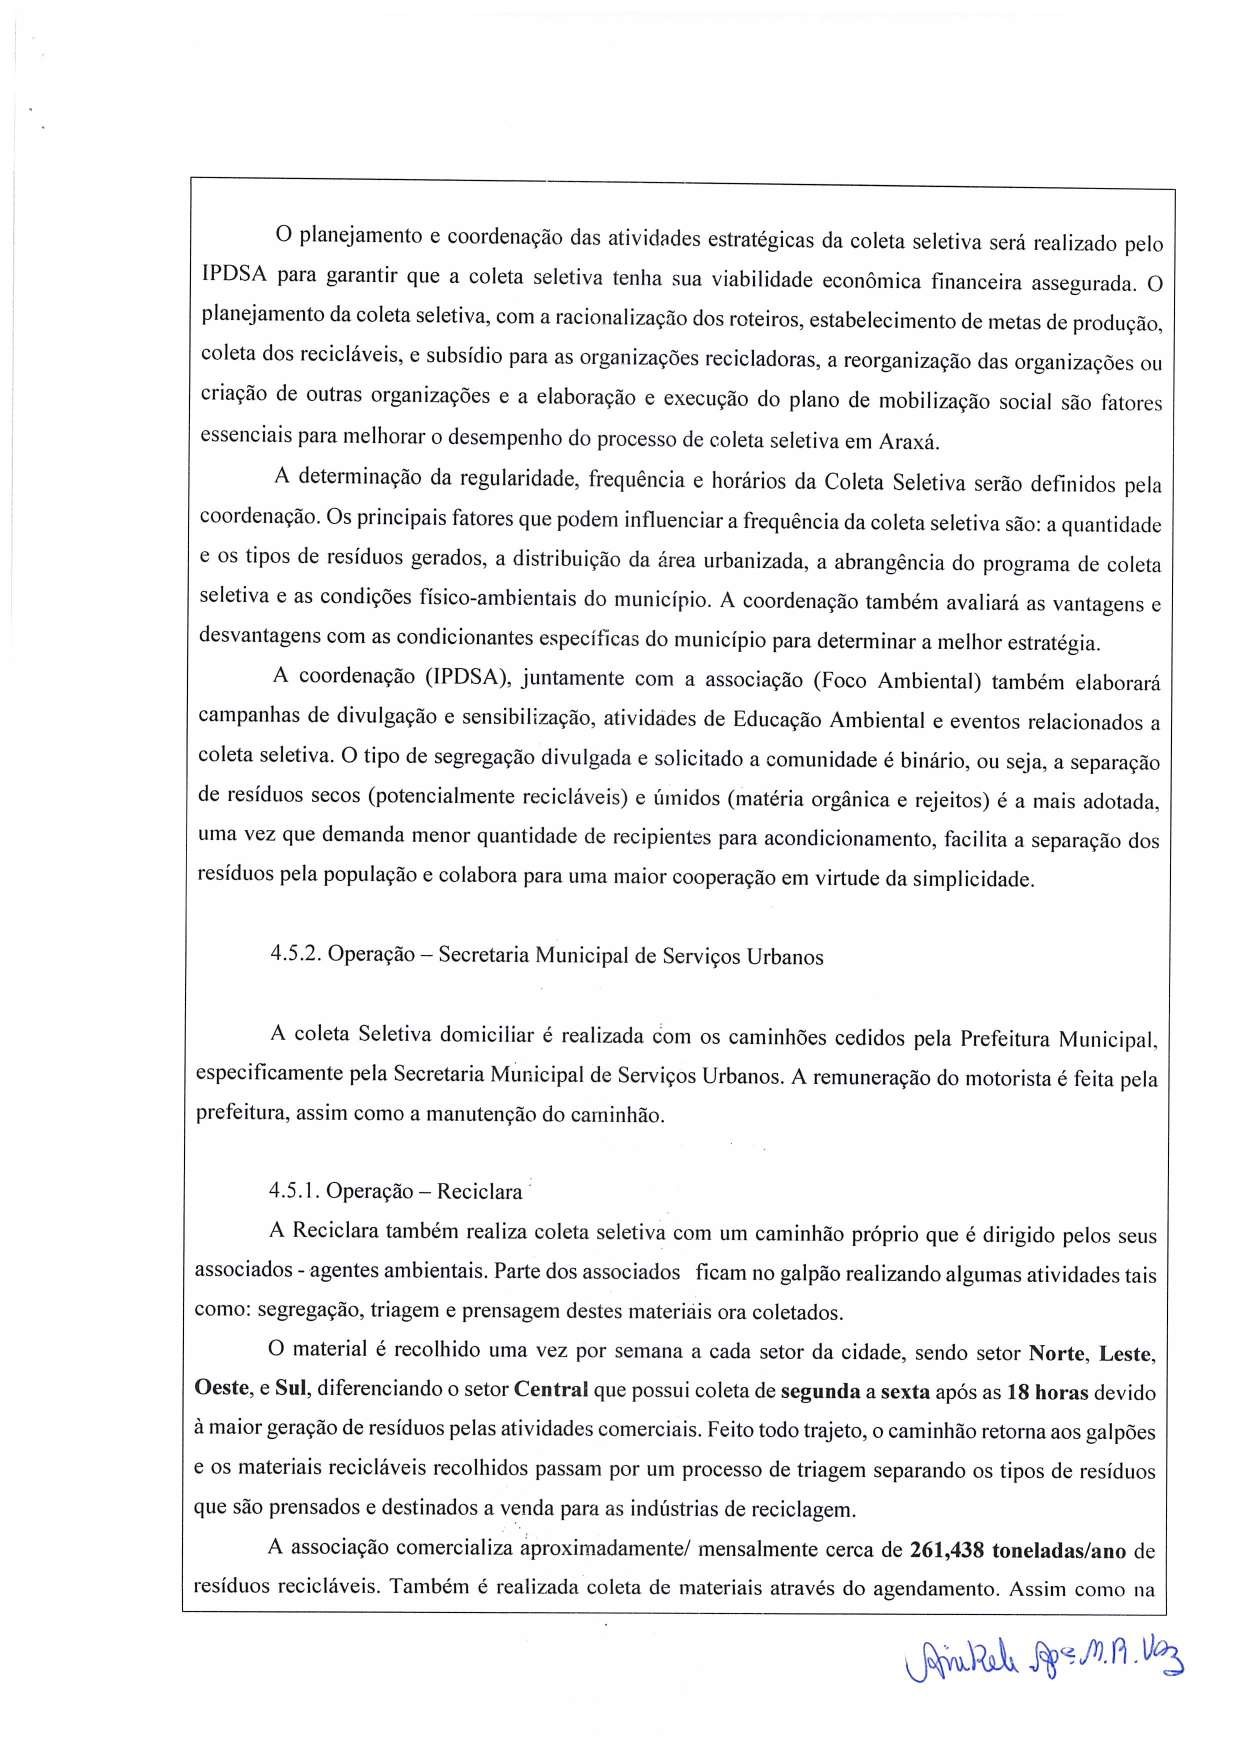 O planejamento e coordenação das atividades estratégicas da coleta seletiva será realizado pelo
IPDSA para garantir que a coleta seletiva tenha sua viabilidade econômica financeira assegurada. O
planejamento da coleta seletiva, com a racionalização dos roteiros, estabelecimento de metas de produção,
coleta dos recicláveis, e subsídio para as organizações recicladoras, a reorganização das organizações ou
criação de outras organizações e a elaboração e execução do plano de mobilização social são fatores
essenciais para melhorar o desempenho do processo de coleta seletiva em Araxá.
A determinação da regularidade, frequência e horários da Coleta Seletiva serão definidos pela
coordenação. Os principais fatores que podem influenciar a frequência da coleta seletiva são: a quantidade
e os tipos de resíduos gerados, a distribuição da área urbanizada, a abrangência do programa de coleta
seletiva e as condições físico-ambientais do município. A coordenação também avaliará as vantagens e
desvantagens com as condicionantes específicas do município para determinar a melhor estratégia.
A coordenação (IPDSA), juntamente com a associação (Foco Ambiental) também elaborará
campanhas de divulgação e sensibilização, atividades de Educação Ambiental e eventos relacionados a
coleta seletiva. O tipo de segregação divulgada e solicitado a comunidade é binário, ou seja, a separação
de resíduos secos (potencialmente recicláveis) e úmidos (matéria orgânica e rejeitos) é a mais adotada,
uma vez que demanda menor quantidade de recipientes para acondicionamento, facilita a separação dos
resíduos pela população e colabora para uma maior cooperação em virtude da simplicidade.
4.5.2. Operação – Secretaria Municipal de Serviços Urbanos
A coleta Seletiva domiciliar é realizada com os caminhões cedidos pela Prefeitura Municipal,
especificamente pela Secretaria Municipal de Serviços Urbanos. A remuneração do motorista é feita pela
prefeitura, assim como a manutenção do caminhão.
4.5.1. Operação – Reciclara
A Reciclara também realiza coleta seletiva com um caminhão próprio que é dirigido pelos seus
associados - agentes ambientais. Parte dos associados ficam no galpão realizando algumas atividades tais
como: segregação, triagem e prensagem destes materiais ora coletados.
O material é recolhido uma vez por semana a cada setor da cidade, sendo setor Norte, Leste,
Oeste, e Sul, diferenciando o setor Central que possui coleta de segunda a sexta após as 18 horas devido
à maior geração de resíduos pelas atividades comerciais. Feito todo trajeto, o caminhão retorna aos galpões
e os materiais recicláveis recolhidos passam por um processo de triagem separando os tipos de resíduos
que são prensados e destinados a venda para as indústrias de reciclagem.
A associação comercializa aproximadamente/ mensalmente cerca de 261,438 toneladas/ano de
resíduos recicláveis. Também é realizada coleta de materiais através do agendamento. Assim como na
M.R. Vaz